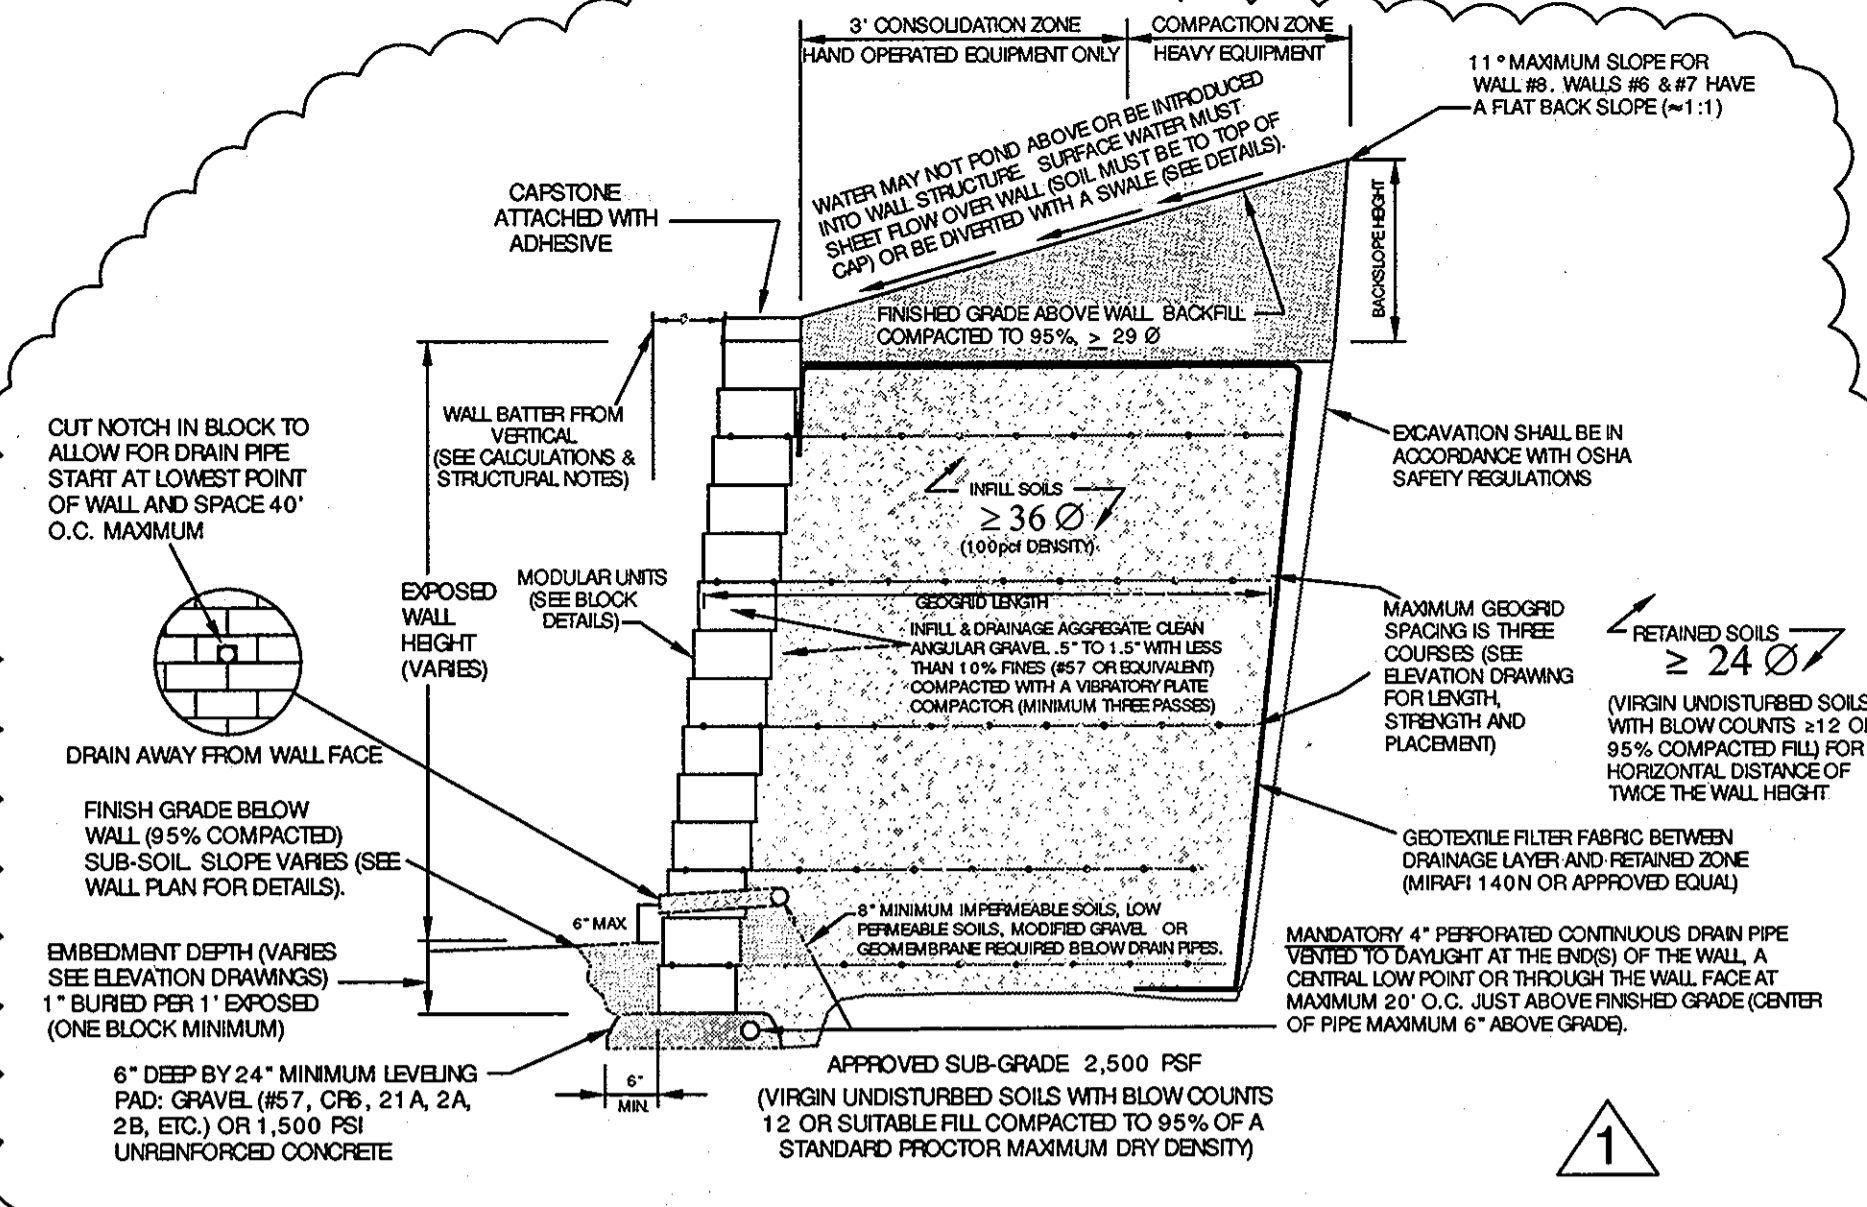 3' CONSOLIDATION ZONE
HAND OPERATED EQUIPMENT ONLY
COMPACTION ZONE
HEAVY EQUIPMENT
11° MAXIMUM SLOPE FOR
WALL #8. WALLS #6 & #7 HAVE
A FLAT BACK SLOPE (≈1:1)
WATER MAY NOT POND ABOVE OR BE INTRODUCED
INTO WALL STRUCTURE. SURFACE WATER MUST
SHEET FLOW OVER WALL (SOIL MUST BE TO TOP OF
CAP) OR BE DIVERTED WITH A SWALE (SEE DETAILS).
CAPSTONE
ATTACHED WITH
ADHESIVE
BACKSLOPE HEIGHT
FINISHED GRADE ABOVE WALL BACKFILL
COMPACTED TO 95%, ≥ 29 Ø
WALL BATTER FROM
VERTICAL
(SEE CALCULATIONS &
STRUCTURAL NOTES)
CUT NOTCH IN BLOCK TO
ALLOW FOR DRAIN PIPE
START AT LOWEST POINT
OF WALL AND SPACE 40'
O.C. MAXIMUM
EXCAVATION SHALL BE IN
ACCORDANCE WITH OSHA
SAFETY REGULATIONS
INFILL SOILS
≥ 36 Ø
(100pcf DENSITY)
EXPOSED
WALL
HEIGHT
(VARIES)
MODULAR UNITS
(SEE BLOCK
DETAILS)
GEOGRID LENGTH
INFILL & DRAINAGE AGGREGATE: CLEAN
ANGULAR GRAVEL .5" TO 1.5" WITH LESS
THAN 10% FINES (#57 OR EQUIVALENT)
COMPACTED WITH A VIBRATORY PLATE
COMPACTOR (MINIMUM THREE PASSES)
MAXIMUM GEOGRID
SPACING IS THREE
COURSES (SEE
ELEVATION DRAWING
FOR LENGTH,
STRENGTH AND
PLACEMENT)
RETAINED SOILS
≥ 24 Ø
(VIRGIN UNDISTURBED SOILS
WITH BLOW COUNTS ≥12 O
95% COMPACTED FILL) FOR
HORIZONTAL DISTANCE OF
TWICE THE WALL HEIGHT
DRAIN AWAY FROM WALL FACE
FINISH GRADE BELOW
WALL (95% COMPACTED)
SUB-SOIL SLOPE VARIES (SEE
WALL PLAN FOR DETAILS).
GEOTEXTILE FILTER FABRIC BETWEEN
DRAINAGE LAYER AND RETAINED ZONE
(MIRAFI 140N OR APPROVED EQUAL)
6" MAX
8" MINIMUM IMPERMEABLE SOILS, LOW
PERMEABLE SOILS, MODIFIED GRAVEL OR
GEOMEMBRANE REQUIRED BELOW DRAIN PIPES.
EMBEDMENT DEPTH (VARIES
SEE ELEVATION DRAWINGS)
1" BURIED PER 1' EXPOSED
(ONE BLOCK MINIMUM)
MANDATORY 4" PERFORATED CONTINUOUS DRAIN PIPE
VENTED TO DAYLIGHT AT THE END(S) OF THE WALL, A
CENTRAL LOW POINT OR THROUGH THE WALL FACE AT
MAXIMUM 20' O.C. JUST ABOVE FINISHED GRADE (CENTER
OF PIPE MAXIMUM 6" ABOVE GRADE).
6" DEEP BY 24" MINIMUM LEVELING
PAD: GRAVEL (#57, CR6, 21A, 2A,
2B, ETC.) OR 1,500 PSI
UNREINFORCED CONCRETE
6"
MIN.
APPROVED SUB-GRADE 2,500 PSF
(VIRGIN UNDISTURBED SOILS WITH BLOW COUNTS
12 OR SUITABLE FILL COMPACTED TO 95% OF A
STANDARD PROCTOR MAXIMUM DRY DENSITY)
1